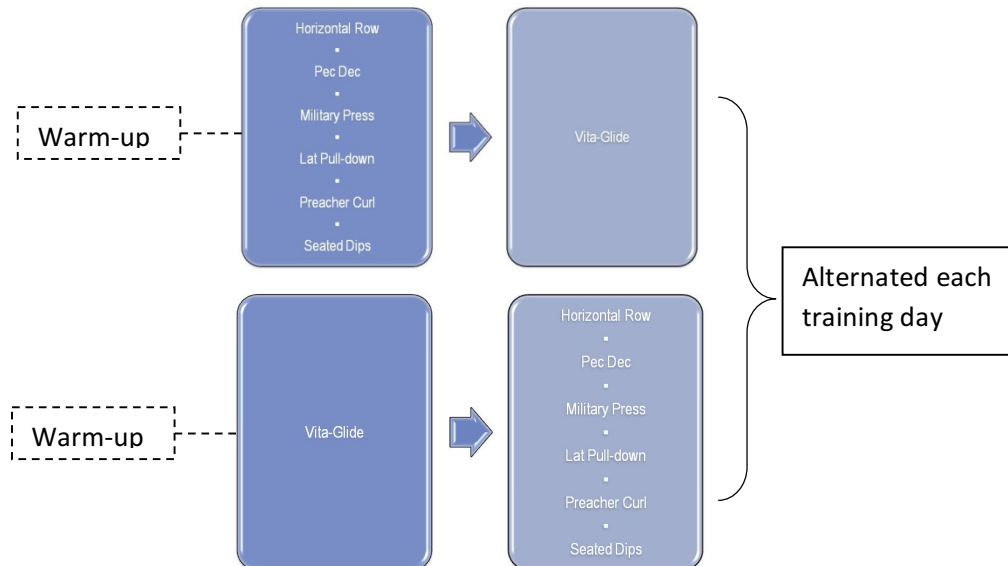 Warm-up
Horizontal Row
Pec Dec
Military Press
Lat Pull-down
Preacher Curl
Seated Dips
Vita-Glide
Warm-up
Vita-Glide
Horizontal Row
Pec Dec
Military Press
Lat Pull-down
Preacher Curl
Seated Dips
Alternated each
training day